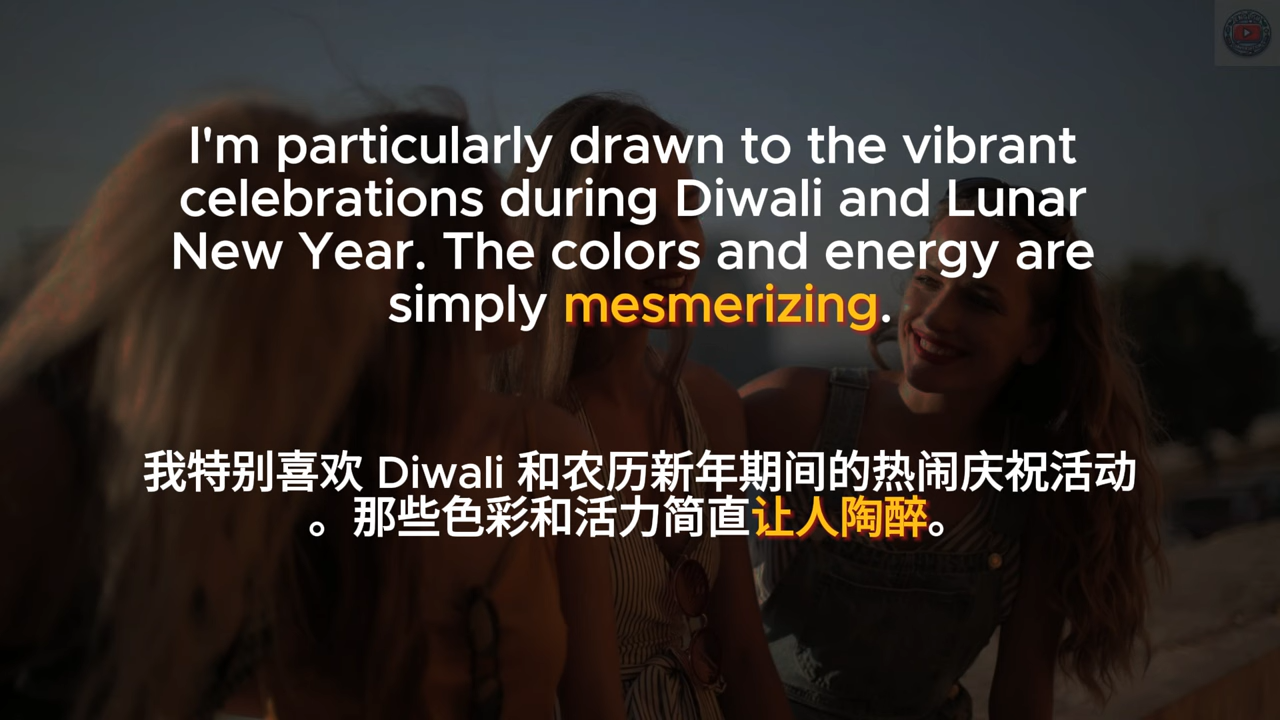 I'm particularly drawn to the vibrant
celebrations during Diwali and Lunar
New Year. The colors and energy are
simply mesmerizing.
我特别喜欢 Diwali 和农历新年期间的热闹庆祝活动
。那些色彩和活力简直让人陶醉。